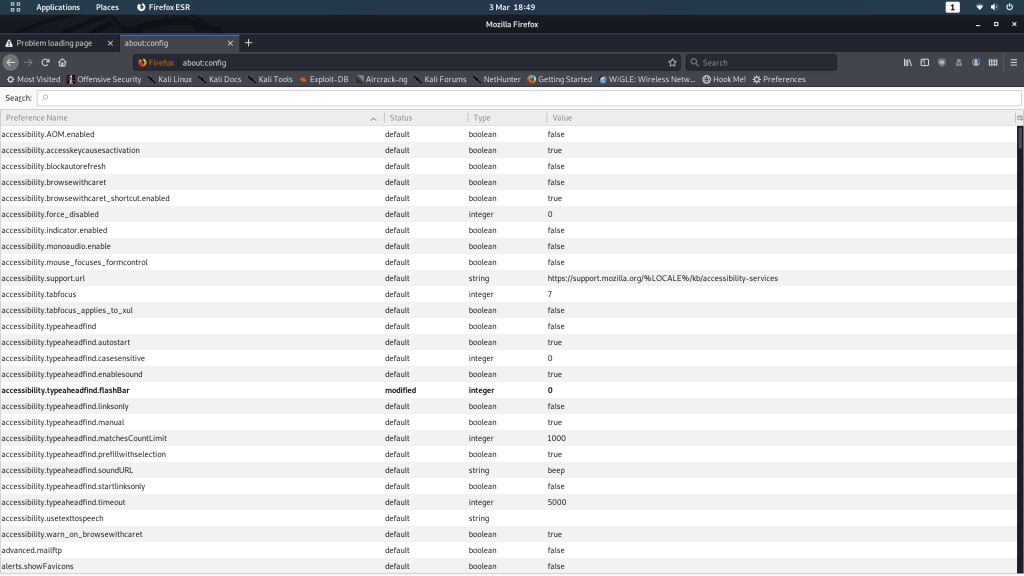 Applications Places Firefox ESR 3 Mar 18:49 1
Mozilla Firefox
Problem loading page about:config
Firefox about:config Search
Most Visited Offensive Security Kali Linux Kali Docs Kali Tools Exploit-DB Aircrack-ng Kali Forums NetHunter Getting Started WiGLE: Wireless Netw... Hook Me! Preferences
Search:
Preference Name Status Type Value
accessibility.AOM.enabled default boolean false
accessibility.accesskeycausesactivation default boolean true
accessibility.blockautorefresh default boolean false
accessibility.browsewithcaret default boolean false
accessibility.browsewithcaret_shortcut.enabled default boolean true
accessibility.force_disabled default integer 0
accessibility.indicator.enabled default boolean false
accessibility.monoaudio.enable default boolean false
accessibility.mouse_focuses_formcontrol default boolean false
accessibility.support.url default string https://support.mozilla.org/%LOCALE%/kb/accessibility-services
accessibility.tabfocus default integer 7
accessibility.tabfocus_applies_to_xul default boolean false
accessibility.typeaheadfind default boolean false
accessibility.typeaheadfind.autostart default boolean true
accessibility.typeaheadfind.casesensitive default integer 0
accessibility.typeaheadfind.enablesound default boolean true
accessibility.typeaheadfind.flashBar modified integer 0
accessibility.typeaheadfind.linksonly default boolean false
accessibility.typeaheadfind.manual default boolean true
accessibility.typeaheadfind.matchesCountLimit default integer 1000
accessibility.typeaheadfind.prefillwithselection default boolean true
accessibility.typeaheadfind.soundURL default string beep
accessibility.typeaheadfind.startlinksonly default boolean false
accessibility.typeaheadfind.timeout default integer 5000
accessibility.usetexttospeech default string
accessibility.warn_on_browsewithcaret default boolean true
advanced.mailftp default boolean false
alerts.showFavicons default boolean false